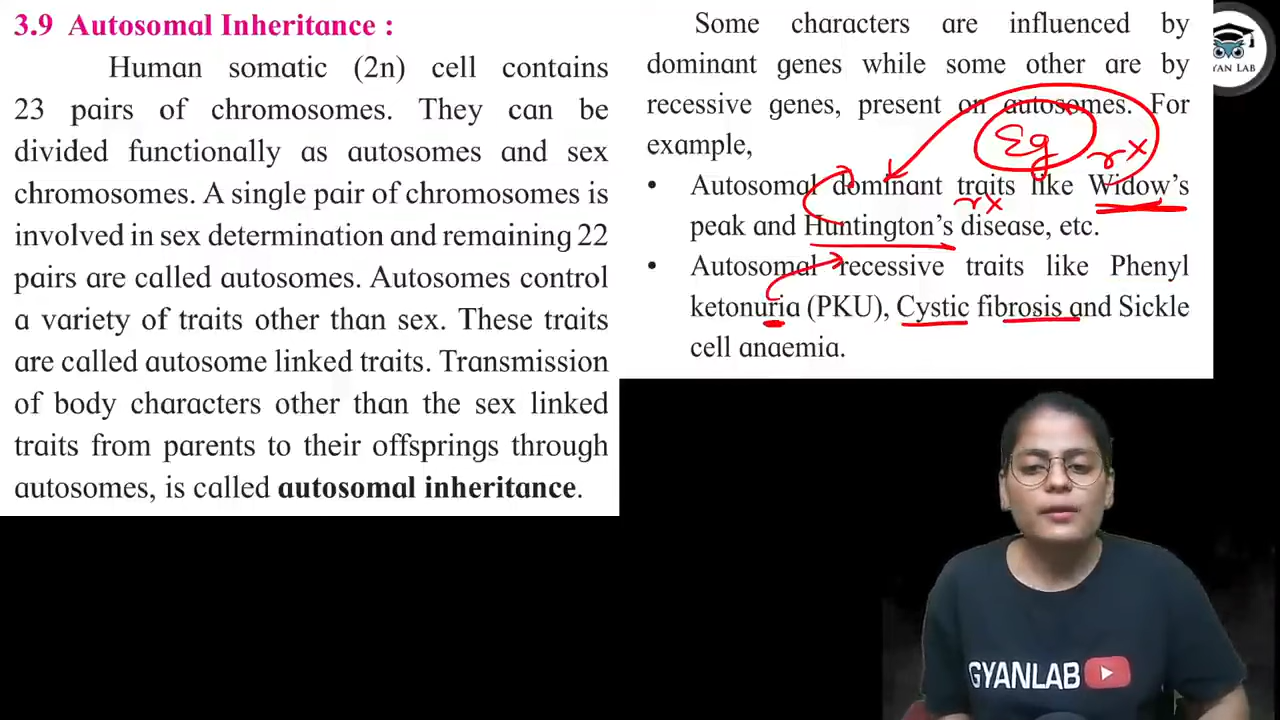 3.9 Autosomal Inheritance :
Human somatic (2n) cell contains
23 pairs of chromosomes. They can be
divided functionally as autosomes and sex
chromosomes. A single pair of chromosomes is
involved in sex determination and remaining 22
pairs are called autosomes. Autosomes control
a variety of traits other than sex. These traits
are called autosome linked traits. Transmission
of body characters other than the sex linked
traits from parents to their offsprings through
autosomes, is called autosomal inheritance.
Some characters are influenced by
dominant genes while some other are by
recessive genes, present on autosomes. For
example,
Eg
rx
• Autosomal dominant traits like Widow's
rx
peak and Huntington's disease, etc.
• Autosomal recessive traits like Phenyl
ketonuria (PKU), Cystic fibrosis and Sickle
cell anaemia.
YAN LAB
GYANLAB